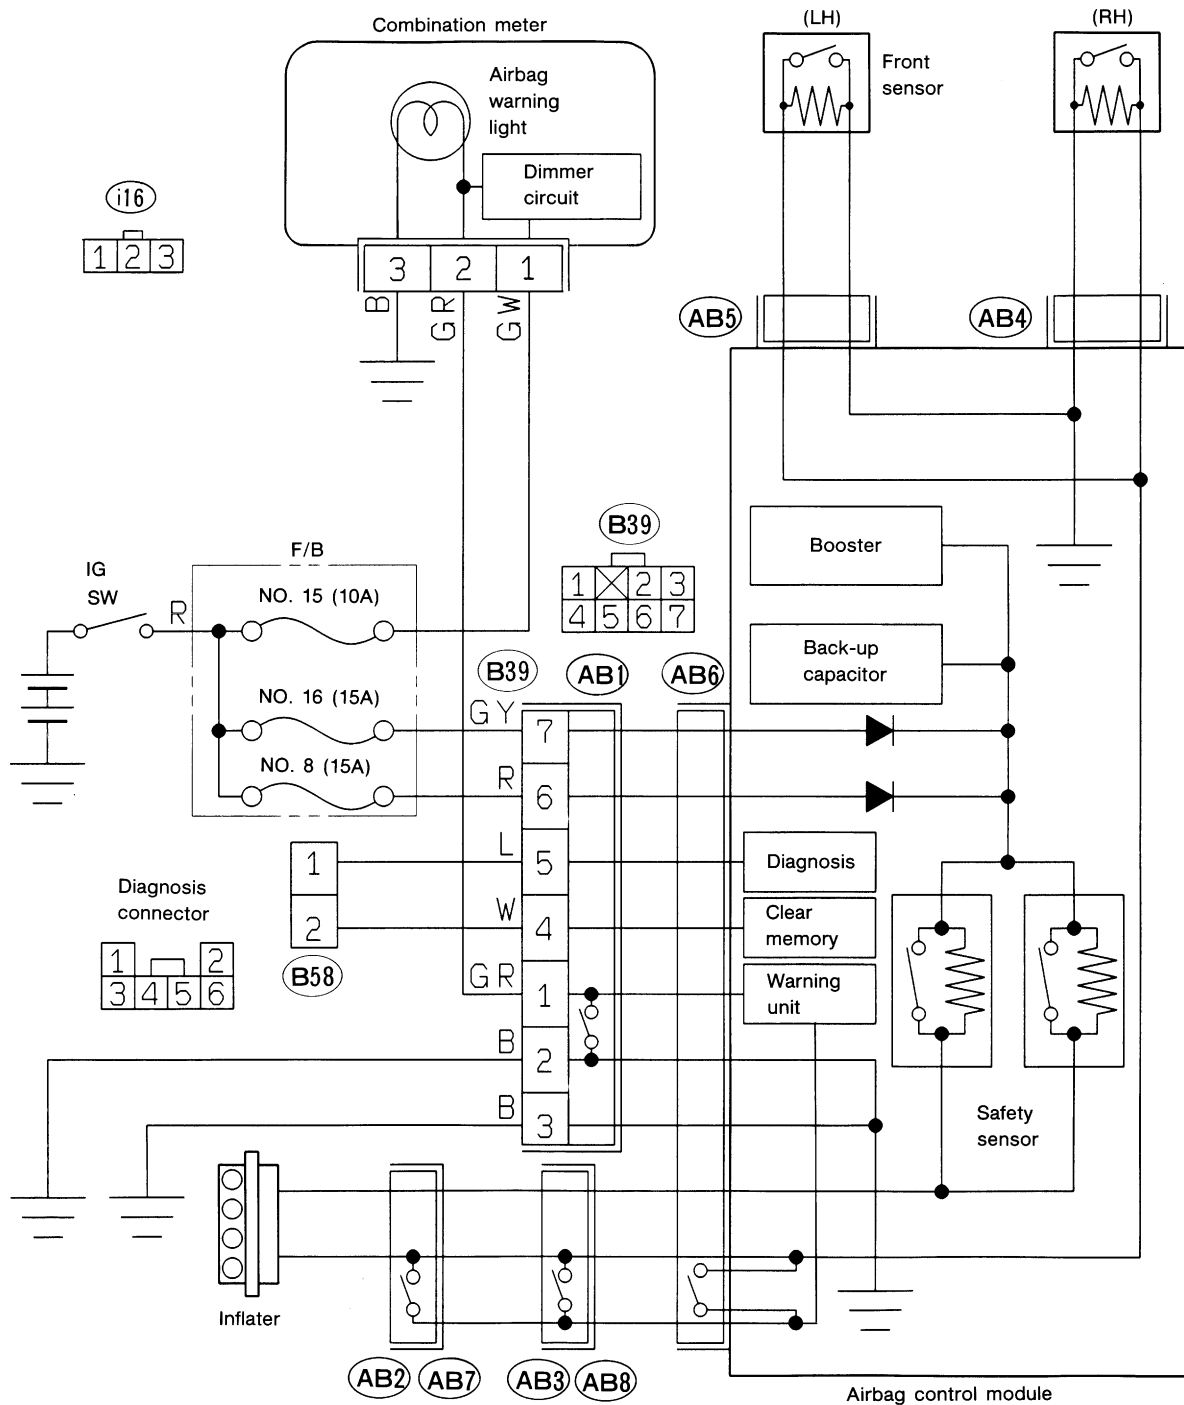 Combination meter
(LH)
(RH)
Airbag
warning
light
Front
sensor
Dimmer
circuit
i16
1 2 3
3 2 1
B
GR
GW
AB5
AB4
B39
1 2 3
4 5 6 7
Booster
F/B
IG
SW
R
NO. 15 (10A)
NO. 16 (15A)
NO. 8 (15A)
Back-up
capacitor
B39
AB1
AB6
GY
7
R
6
L
5
W
4
GR
1
B
2
B
3
1
2
B58
Diagnosis
connector
1 2
3 4 5 6
Diagnosis
Clear
memory
Warning
unit
Safety
sensor
Inflater
AB2
AB7
AB3
AB8
Airbag control module